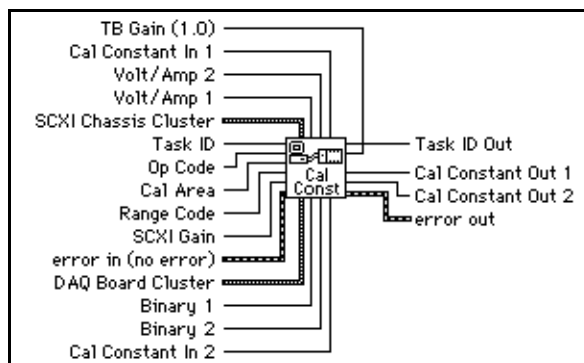 TB Gain (1.0)
Cal Constant In 1
Volt/Amp 2
Volt/Amp 1
SCXI Chassis Cluster
Task ID
Op Code
Cal Area
Range Code
SCXI Gain
error in (no error)
DAQ Board Cluster
Binary 1
Binary 2
Cal Constant In 2
Cal
Const
Task ID Out
Cal Constant Out 1
Cal Constant Out 2
error out